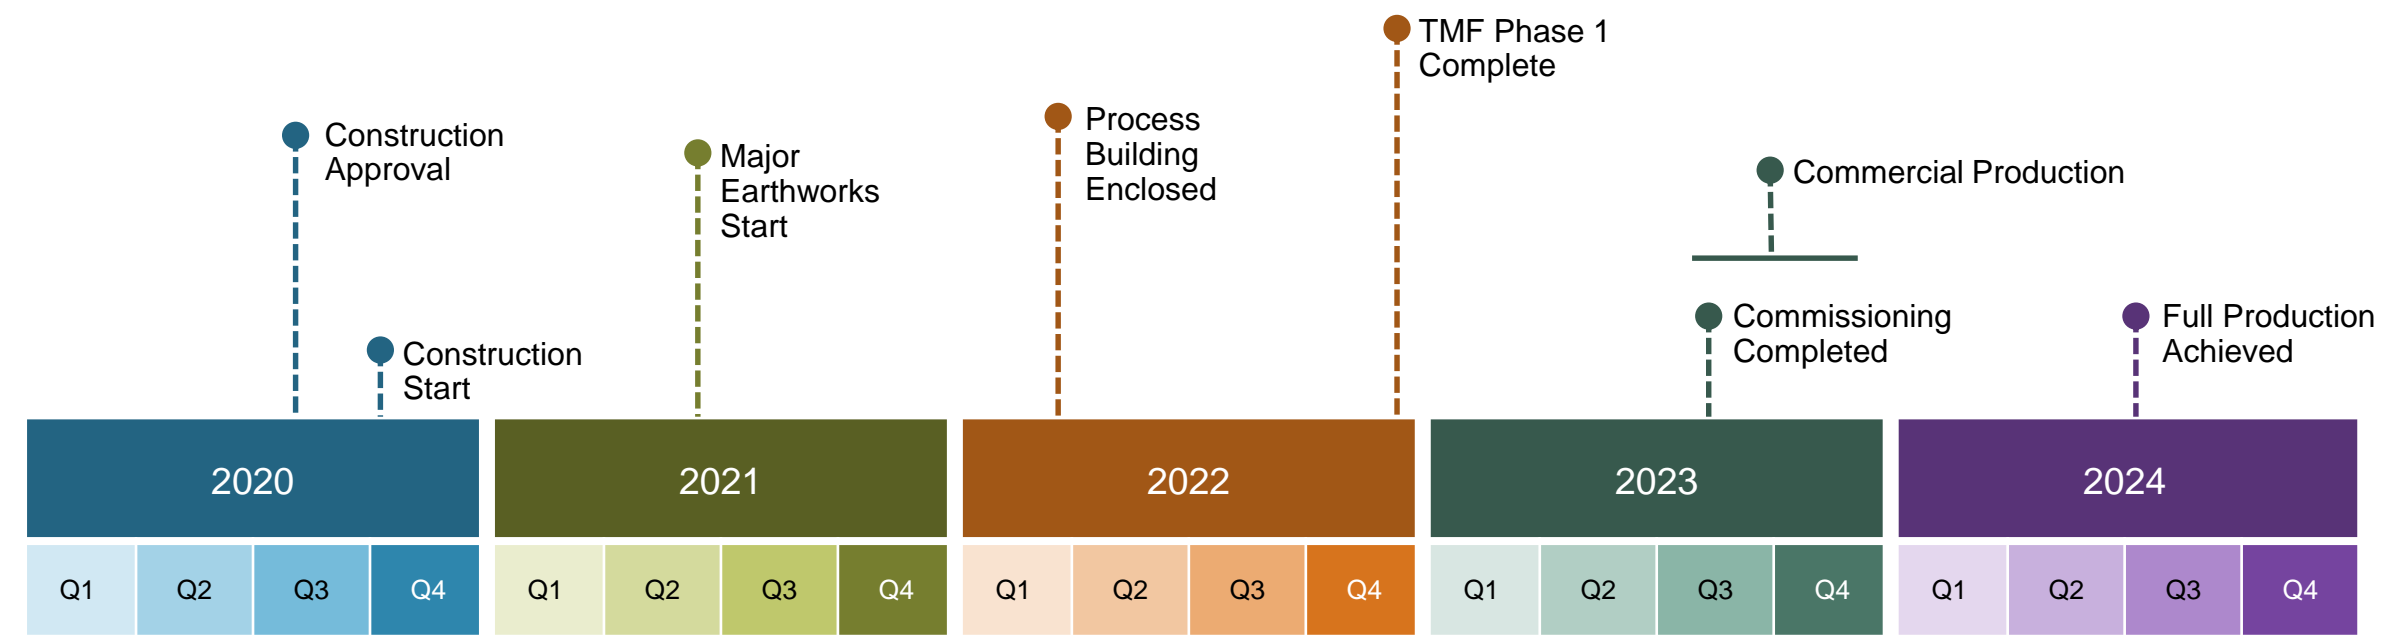 TMF Phase 1
Complete
Construction
Approval
Process
Building
Enclosed
Major
Earthworks
Start
Commercial Production
Construction
Start
Commissioning
Completed
Full Production
Achieved
2020
2021
2022
2023
2024
Q1 Q2 Q3 Q4
Q1 Q2 Q3 Q4
Q1 Q2 Q3 Q4
Q1 Q2 Q3 Q4
Q1 Q2 Q3 Q4